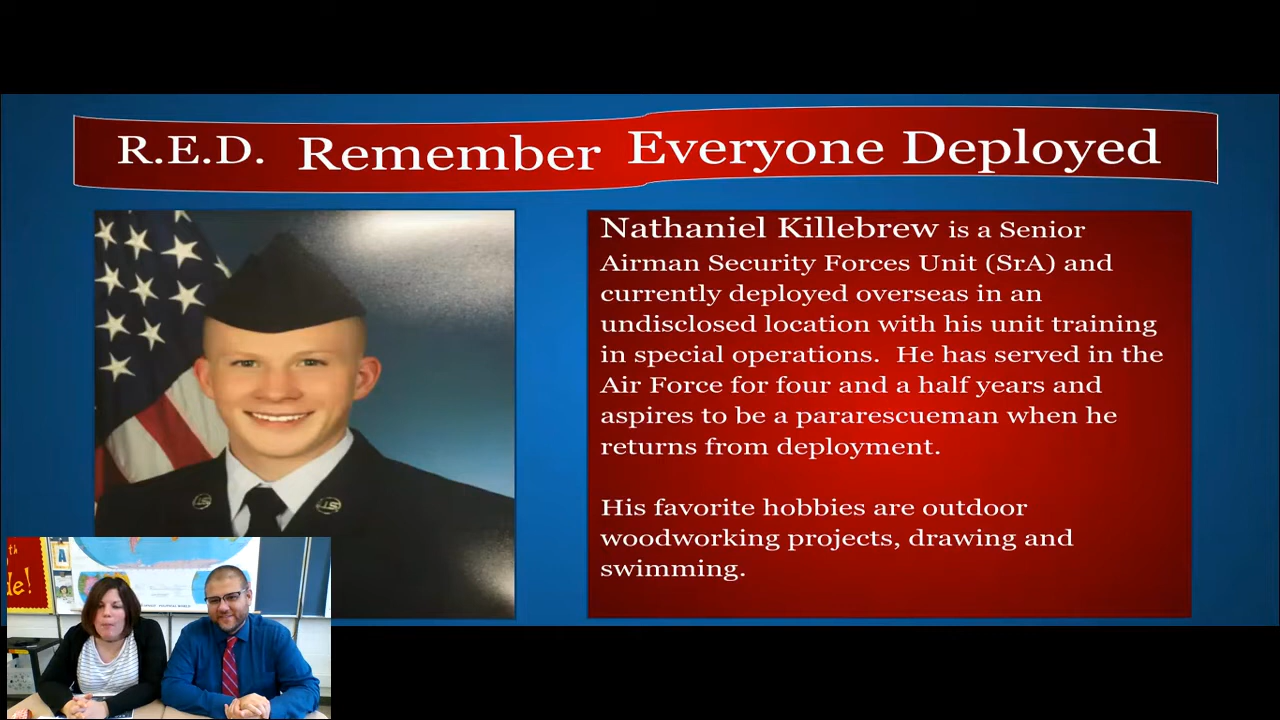 R.E.D. Remember Everyone Deployed
Nathaniel Killebrew is a Senior
Airman Security Forces Unit (SrA) and
currently deployed overseas in an
undisclosed location with his unit training
in special operations. He has served in the
Air Force for four and a half years and
aspires to be a pararescueman when he
returns from deployment.
His favorite hobbies are outdoor
woodworking projects, drawing and
swimming.